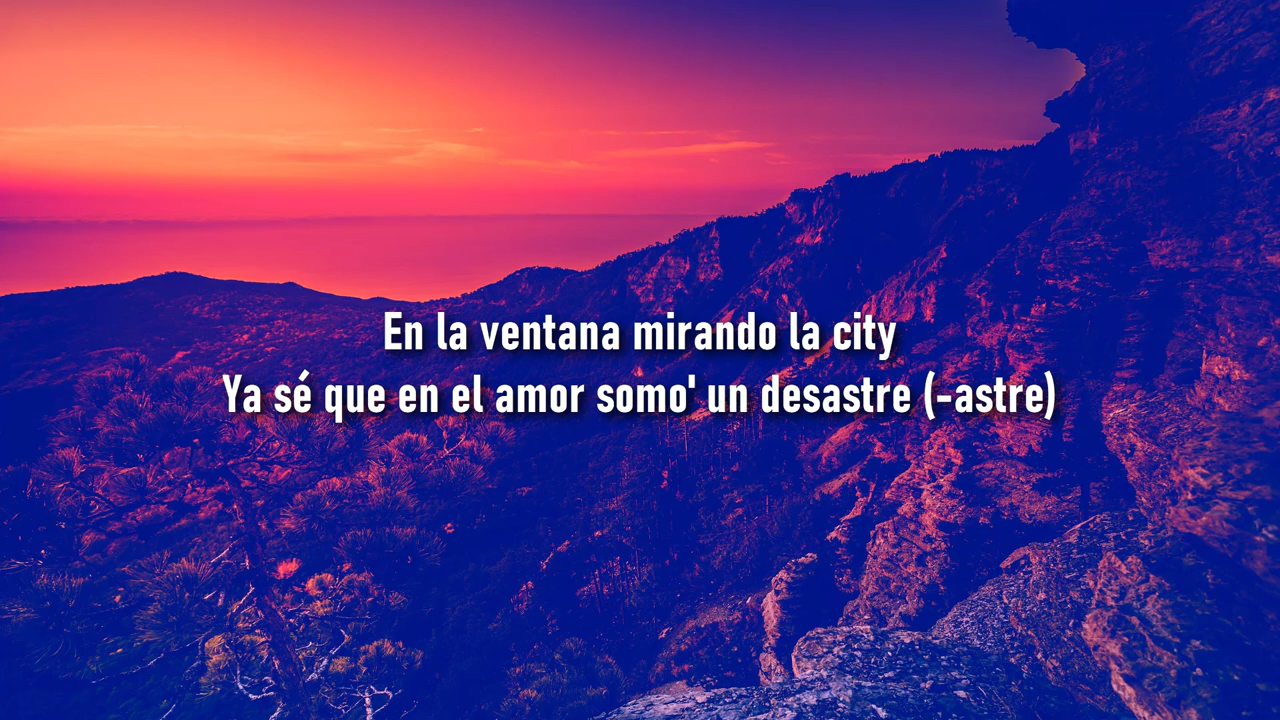 En la ventana mirando la city
Ya sé que en el amor somo' un desastre (-astre)